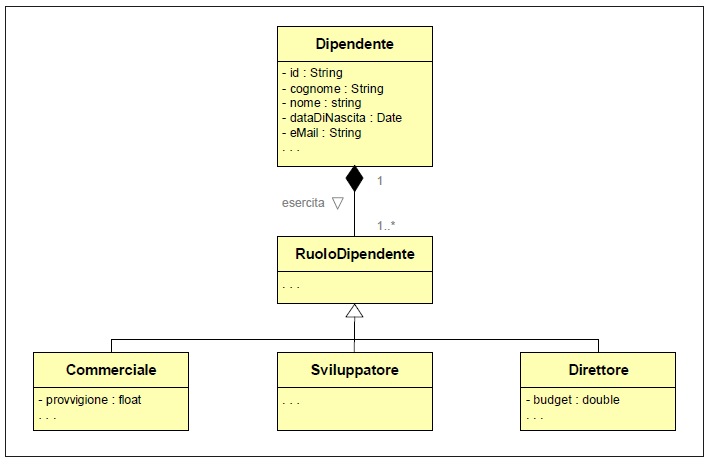 Dipendente
- id : String
- cognome : String
- nome : string
- dataDiNascita : Date
- eMail : String
. . .
1
esercita
1..*
RuoloDipendente
. . .
Commerciale
- provvigione : float
. . .
Sviluppatore
. . .
Direttore
- budget : double
. . .